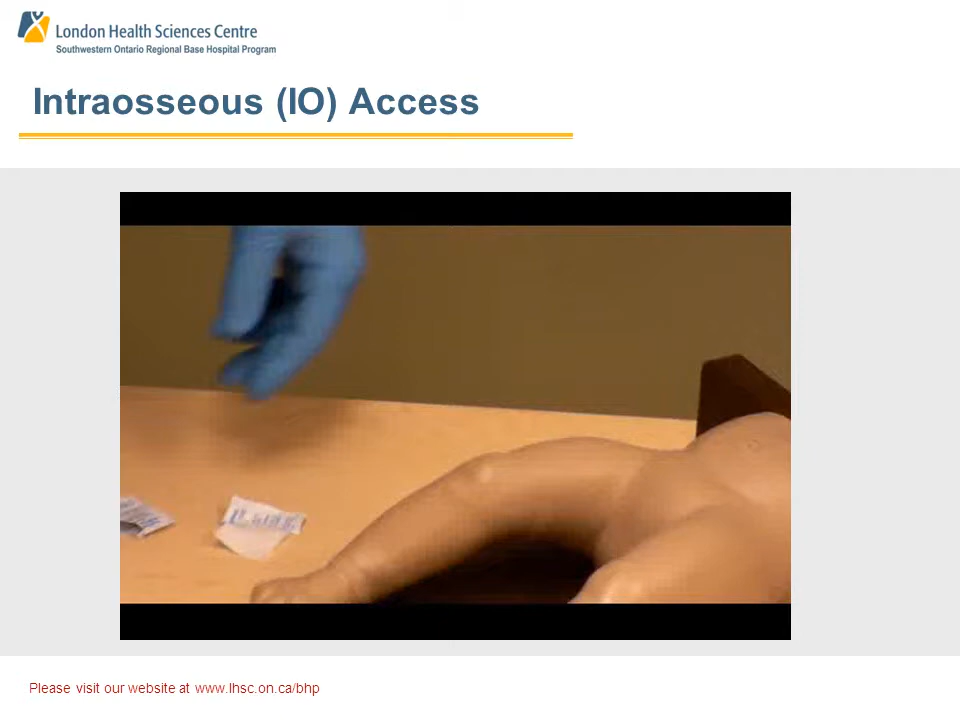 London Health Sciences Centre
Southwestern Ontario Regional Base Hospital Program
Intraosseous (IO) Access
Please visit our website at www.lhsc.on.ca/bhp